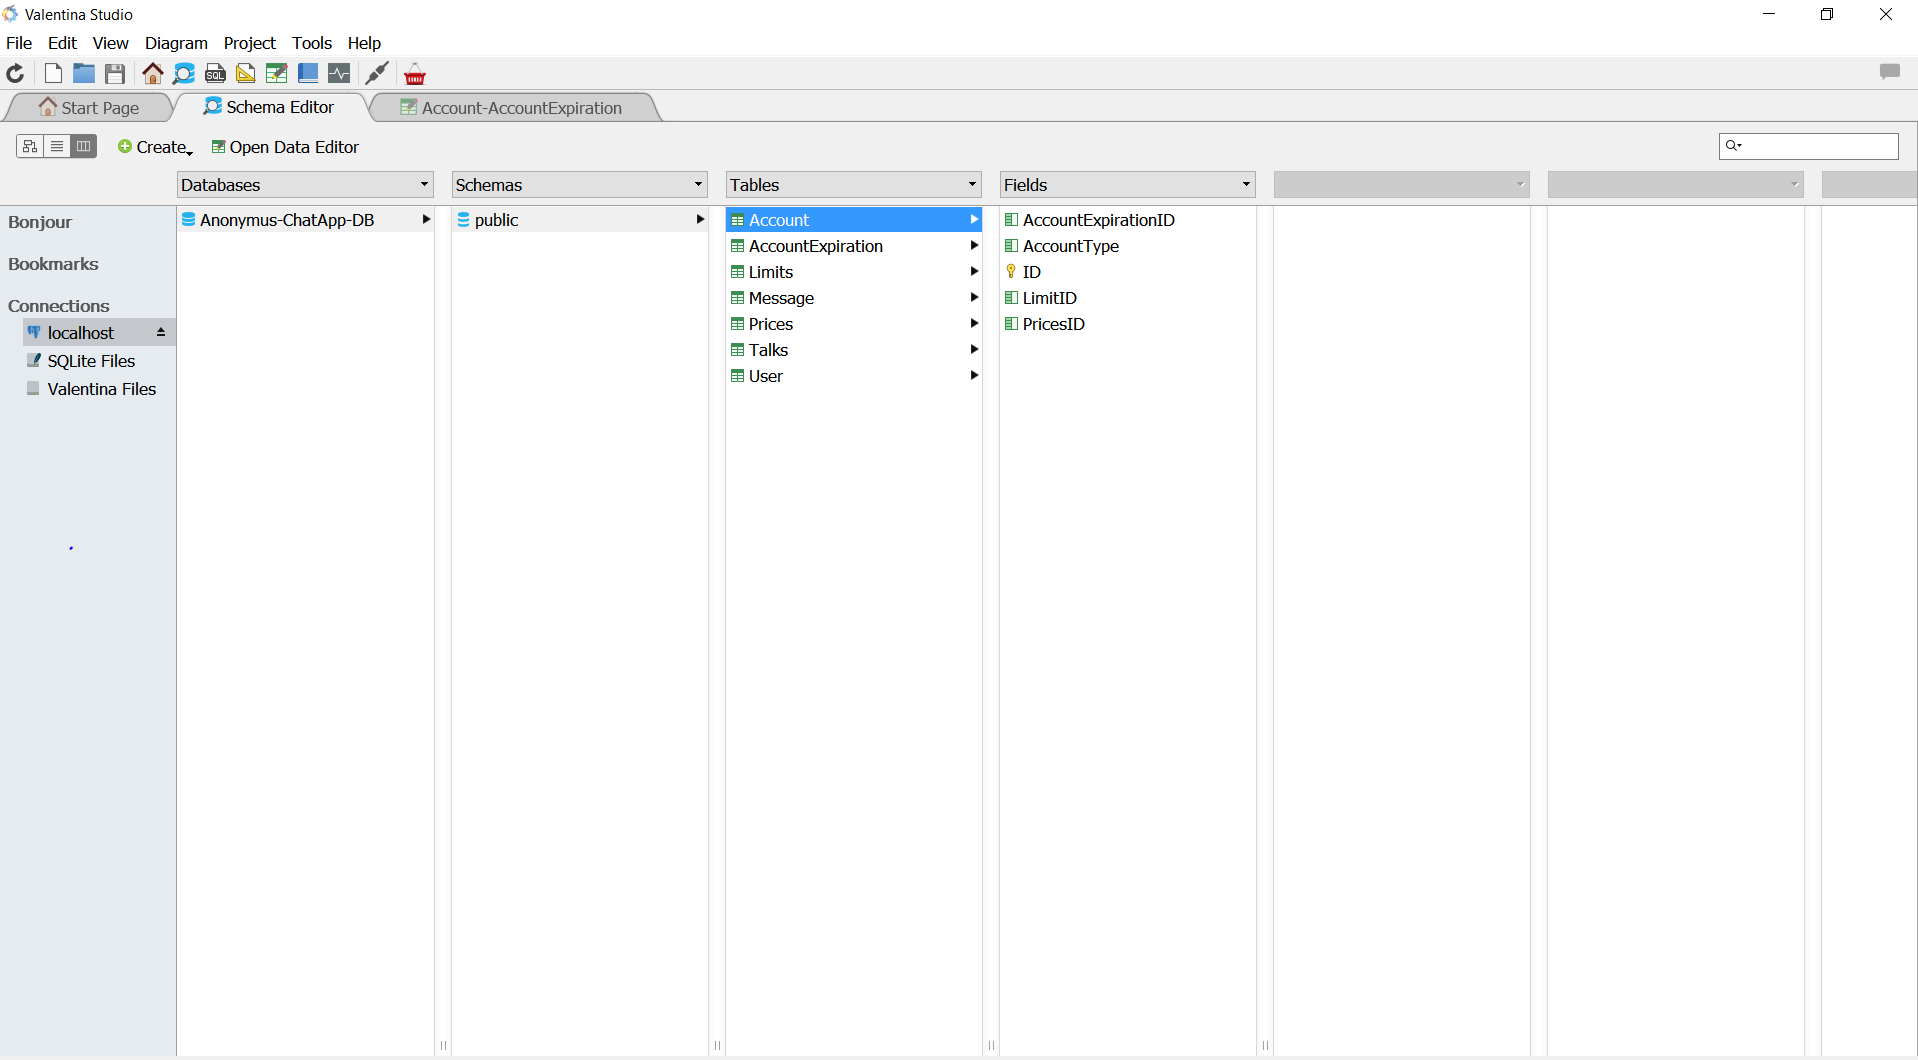 Valentina Studio
File Edit View Diagram Project Tools Help
SQL
Start Page Schema Editor Account-AccountExpiration
Create Open Data Editor
Databases Schemas Tables Fields
Bonjour
Bookmarks
Connections
localhost
SQLite Files
Valentina Files
Anonymus-ChatApp-DB
public
Account
AccountExpiration
Limits
Message
Prices
Talks
User
AccountExpirationID
AccountType
ID
LimitID
PricesID